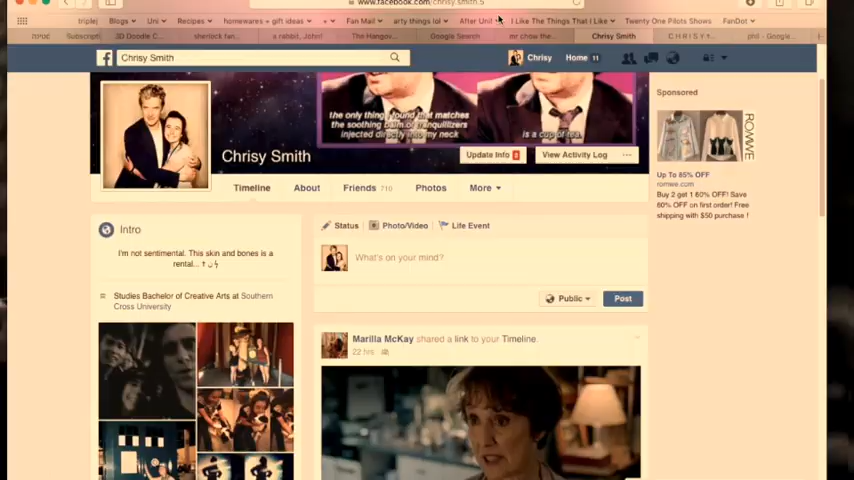 www.facebook.com/chrisy.smith.5
triple
Blogs
Uni
Recipes
homewares + gift ideas
+
Fan Mail
arty things lol
After Uni!
I Like The Things That I Like
Twenty One Pilots Shows
FanDot
3D Doodle C...
sherlock fan...
a rabbit, John!
The Hangov...
Google Search
mr chow the...
Chrisy Smith
C H R I S Y t...
phil - Google...
f
Chrisy Smith
Chrisy
Home 11
the only thing I found that matches
the soothing balm of tranquilizers
injected directly into my neck
is a cup of tea.
Chrisy Smith
Update Info 8
View Activity Log
...
Timeline
About
Friends 710
Photos
More
Sponsored
ROMWE
Up To 85% OFF
romwe.com
Buy 2 get 1 60% OFF! Save
60% OFF on first order! Free
shipping with $50 purchase !
Intro
I'm not sentimental. This skin and bones is a
rental...
Studies Bachelor of Creative Arts at Southern
Cross University
Status
Photo/Video
Life Event
What's on your mind?
Public
Post
Marilla McKay shared a link to your Timeline.
22 hrs